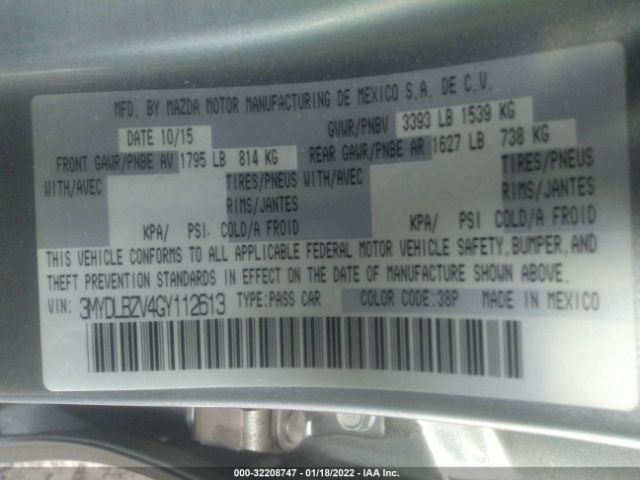 MFD. BY MAZDA MOTOR MANUFACTURING DE MEXICO S.A. DE C.V.
DATE 10/15 GVWR/PNBV 3393 LB 1539 KG
FRONT GAWR/PNBE AV 1795 LB 814 KG REAR GAWR/PNBE AR 1627 LB 738 KG
WITH/AVEC TIRES/PNEUS WITH/AVEC TIRES/PNEUS
RIMS/JANTES RIMS/JANTES
KPA/ PSI- COLD/A FROID KPA/ PSI COLD/A FROID
THIS VEHICLE CONFORMS TO ALL APPLICABLE FEDERAL MOTOR VEHICLE SAFETY, BUMPER, AND
THEFT PREVENTION STANDARDS IN EFFECT ON THE DATE OF MANUFACTURE SHOWN ABOVE.
VIN: 3MYDLBZV4GY112613 TYPE:PASS CAR COLOR CODE:38P MADE IN MEXICO
000-32208747 - 01/18/2022 - IAA Inc.